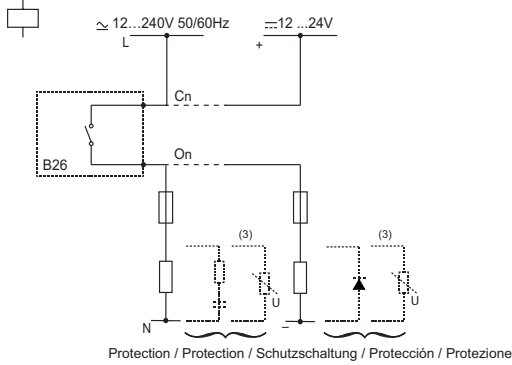 ≃ 12...240V 50/60Hz
⎓12 ...24V
L
+
Cn
On
B26
(3)
(3)
U
U
N
–
Protection / Protection / Schutzschaltung / Protección / Protezione